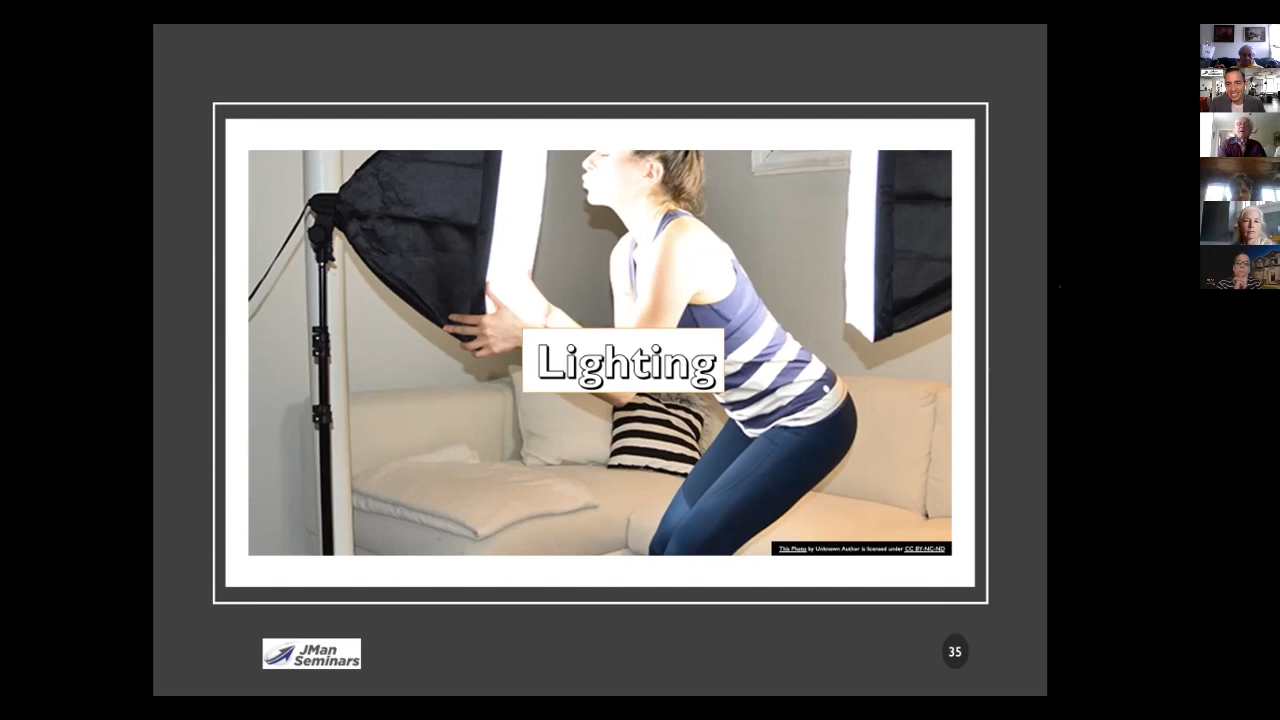 Lighting
This Photo by Unknown Author is licensed under CC BY-NC-ND
JMan
Seminars
35